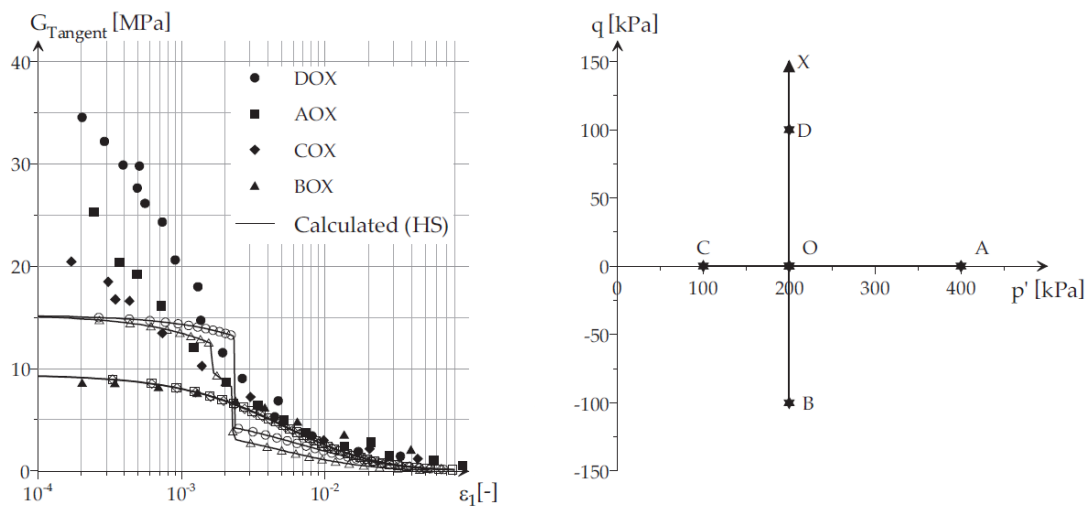 G_Tangent [MPa]
40
30
20
10
0
10⁻⁴
10⁻³
10⁻²
ε₁[-]
DOX
AOX
COX
BOX
Calculated (HS)
q [kPa]
150
100
50
0
-50
-100
-150
0
100
200
300
400
p' [kPa]
X
D
C
O
A
B